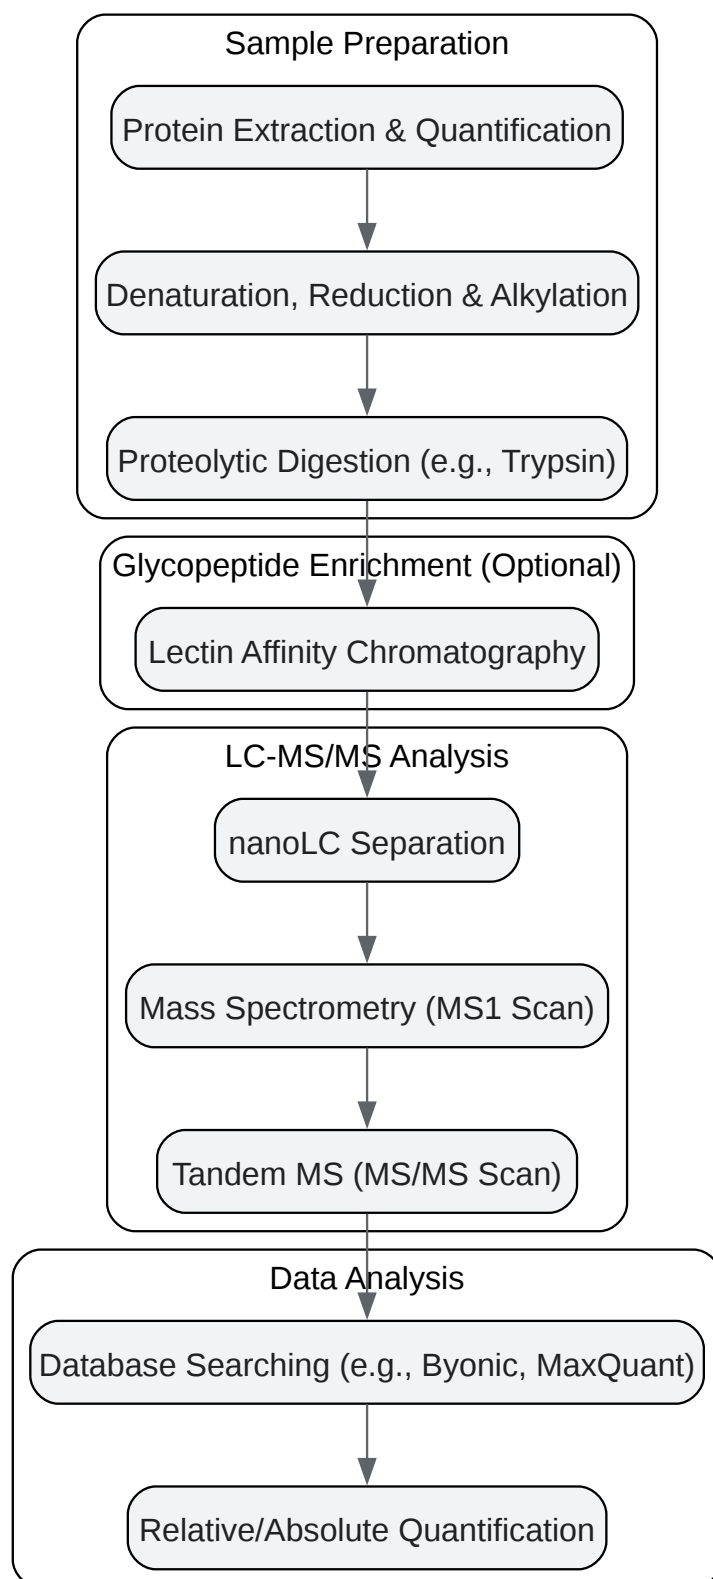 Sample Preparation
Protein Extraction & Quantification
Denaturation, Reduction & Alkylation
Proteolytic Digestion (e.g., Trypsin)
Glycopeptide Enrichment (Optional)
Lectin Affinity Chromatography
LC-MS/MS Analysis
nanoLC Separation
Mass Spectrometry (MS1 Scan)
Tandem MS (MS/MS Scan)
Data Analysis
Database Searching (e.g., Byonic, MaxQuant)
Relative/Absolute Quantification